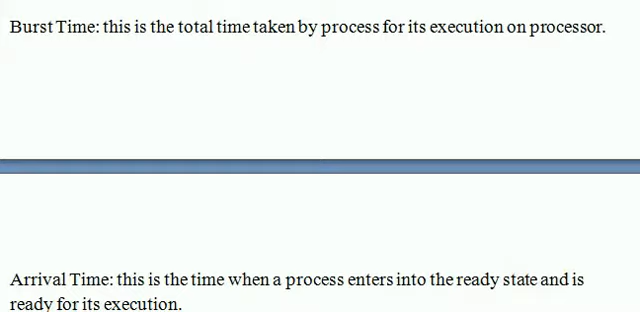 Burst Time: this is the total time taken by process for its execution on processor.
Arrival Time: this is the time when a process enters into the ready state and is
ready for its execution.